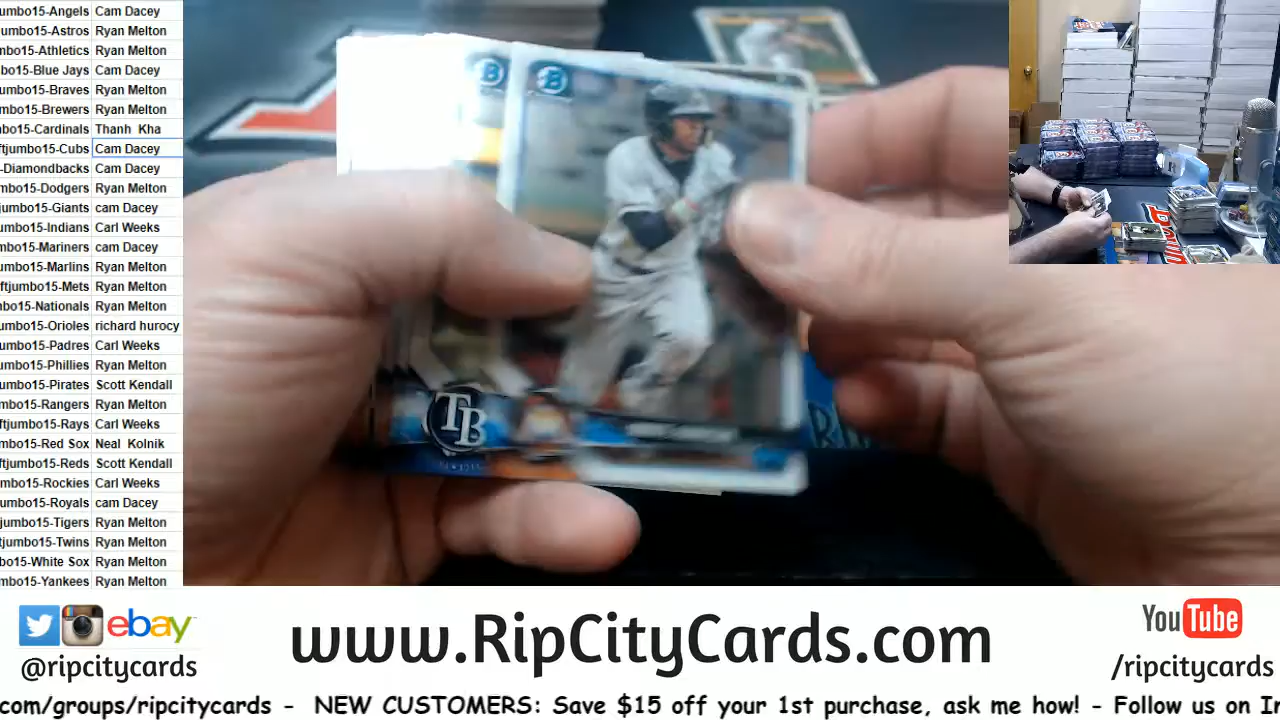 umbo15-Angels Cam Dacey
umbo15-Astros Ryan Melton
mbo15-Athletics Ryan Melton
bo15-Blue Jays Cam Dacey
mbo15-Braves Ryan Melton
mbo15-Brewers Ryan Melton
bo15-Cardinals Thanh Kha
ftjumbo15-Cubs Cam Dacey
-Diamondbacks Cam Dacey
mbo15-Dodgers Ryan Melton
jumbo15-Giants cam Dacey
umbo15-Indians Carl Weeks
mbo15-Mariners cam Dacey
mbo15-Marlins Ryan Melton
ftjumbo15-Mets Ryan Melton
nbo15-Nationals Ryan Melton
umbo15-Orioles richard hurocy
umbo15-Padres Carl Weeks
mbo15-Phillies Ryan Melton
umbo15-Pirates Scott Kendall
mbo15-Rangers Ryan Melton
ftjumbo15-Rays Carl Weeks
mbo15-Red Sox Neal Kolnik
ftjumbo15-Reds Scott Kendall
mbo15-Rockies Carl Weeks
umbo15-Royals cam Dacey
jumbo15-Tigers Ryan Melton
tjumbo15-Twins Ryan Melton
bo15-White Sox Ryan Melton
mbo15-Yankees Ryan Melton
B
B
TB
ebay
@ripcitycards
www.RipCityCards.com
YouTube
/ripcitycards
com/groups/ripcitycards - NEW CUSTOMERS: Save $15 off your 1st purchase, ask me how! - Follow us on In